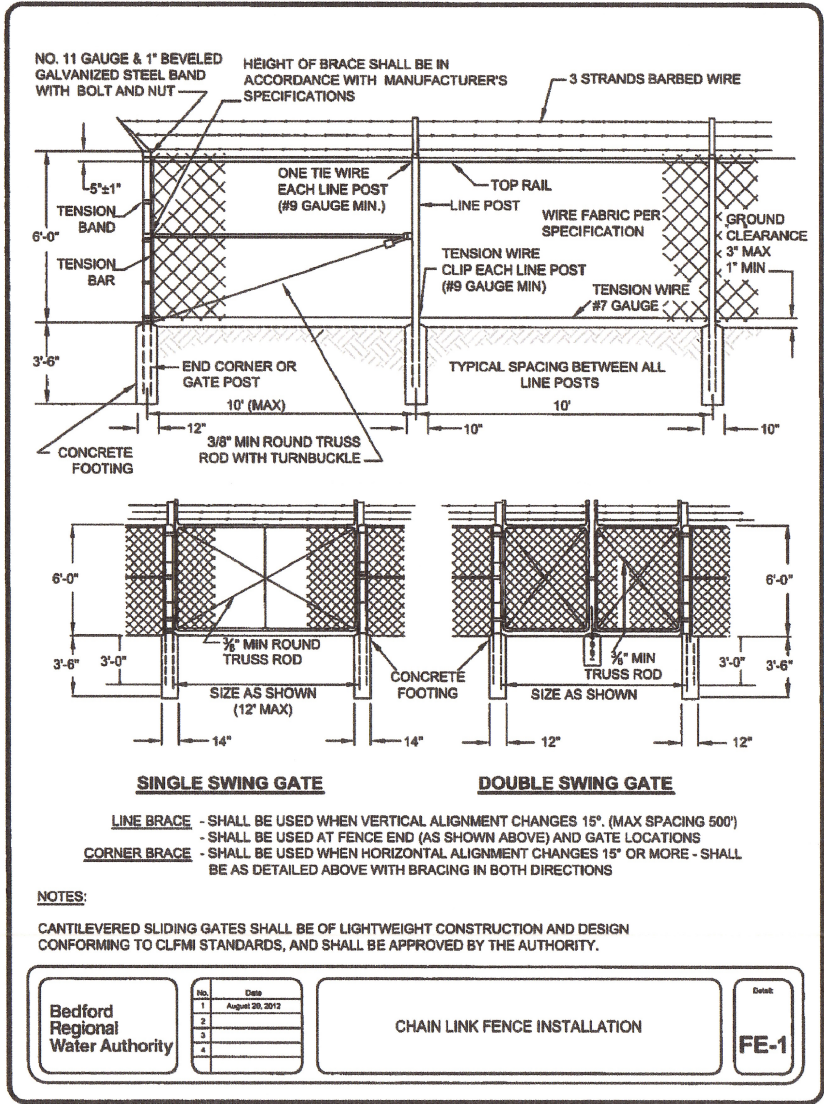 NO. 11 GAUGE & 1" BEVELED
GALVANIZED STEEL BAND
WITH BOLT AND NUT
HEIGHT OF BRACE SHALL BE IN
ACCORDANCE WITH MANUFACTURER'S
SPECIFICATIONS
3 STRANDS BARBED WIRE
5"±1"
TENSION
BAND
6'-0"
TENSION
BAR
ONE TIE WIRE
EACH LINE POST
(#9 GAUGE MIN.)
TOP RAIL
LINE POST
WIRE FABRIC PER
SPECIFICATION
GROUND
CLEARANCE
3" MAX
1" MIN
TENSION WIRE
CLIP EACH LINE POST
(#9 GAUGE MIN)
TENSION WIRE
#7 GAUGE
3'-6"
END CORNER OR
GATE POST
TYPICAL SPACING BETWEEN ALL
LINE POSTS
10' (MAX)
10'
12"
10"
10"
CONCRETE
FOOTING
3/8" MIN ROUND TRUSS
ROD WITH TURNBUCKLE
6'-0"
3'-6"
3'-0"
⅜" MIN ROUND
TRUSS ROD
SIZE AS SHOWN
(12' MAX)
14"
14"
CONCRETE
FOOTING
⅜" MIN
TRUSS ROD
SIZE AS SHOWN
6'-0"
3'-0"
3'-6"
12"
12"
SINGLE SWING GATE
DOUBLE SWING GATE
LINE BRACE - SHALL BE USED WHEN VERTICAL ALIGNMENT CHANGES 15°. (MAX SPACING 500')
- SHALL BE USED AT FENCE END (AS SHOWN ABOVE) AND GATE LOCATIONS
CORNER BRACE - SHALL BE USED WHEN HORIZONTAL ALIGNMENT CHANGES 15° OR MORE - SHALL
BE AS DETAILED ABOVE WITH BRACING IN BOTH DIRECTIONS
NOTES:
CANTILEVERED SLIDING GATES SHALL BE OF LIGHTWEIGHT CONSTRUCTION AND DESIGN
CONFORMING TO CLFMI STANDARDS, AND SHALL BE APPROVED BY THE AUTHORITY.
Bedford
Regional
Water Authority
No. Date
1 August 20, 2012
2
3
4
CHAIN LINK FENCE INSTALLATION
Detail:
FE-1